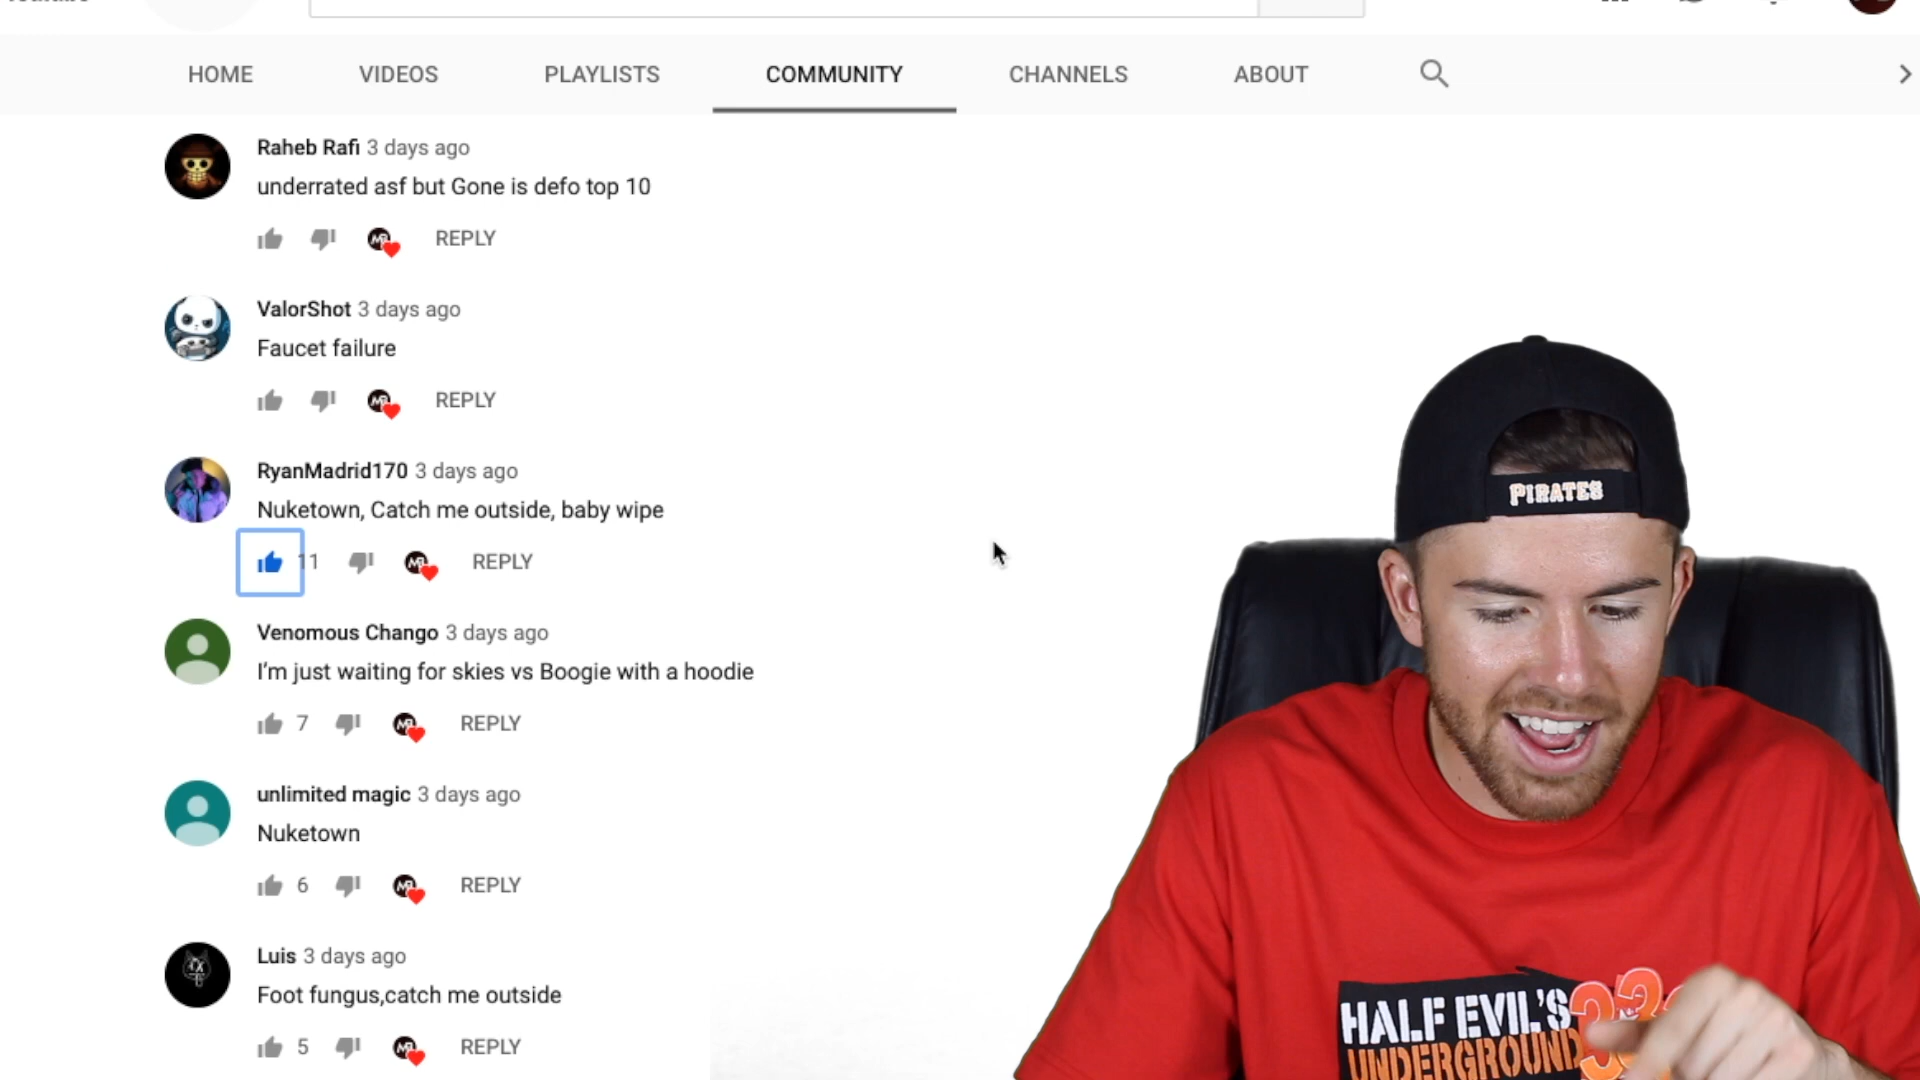 HOME VIDEOS PLAYLISTS COMMUNITY CHANNELS ABOUT
Raheb Rafi 3 days ago
underrated asf but Gone is defo top 10
REPLY
ValorShot 3 days ago
Faucet failure
REPLY
RyanMadrid170 3 days ago
Nuketown, Catch me outside, baby wipe
11 REPLY
Venomous Chango 3 days ago
I'm just waiting for skies vs Boogie with a hoodie
7 REPLY
unlimited magic 3 days ago
Nuketown
6 REPLY
Luis 3 days ago
Foot fungus,catch me outside
5 REPLY
PIRATES
HALF EVIL'S
UNDERGROUND